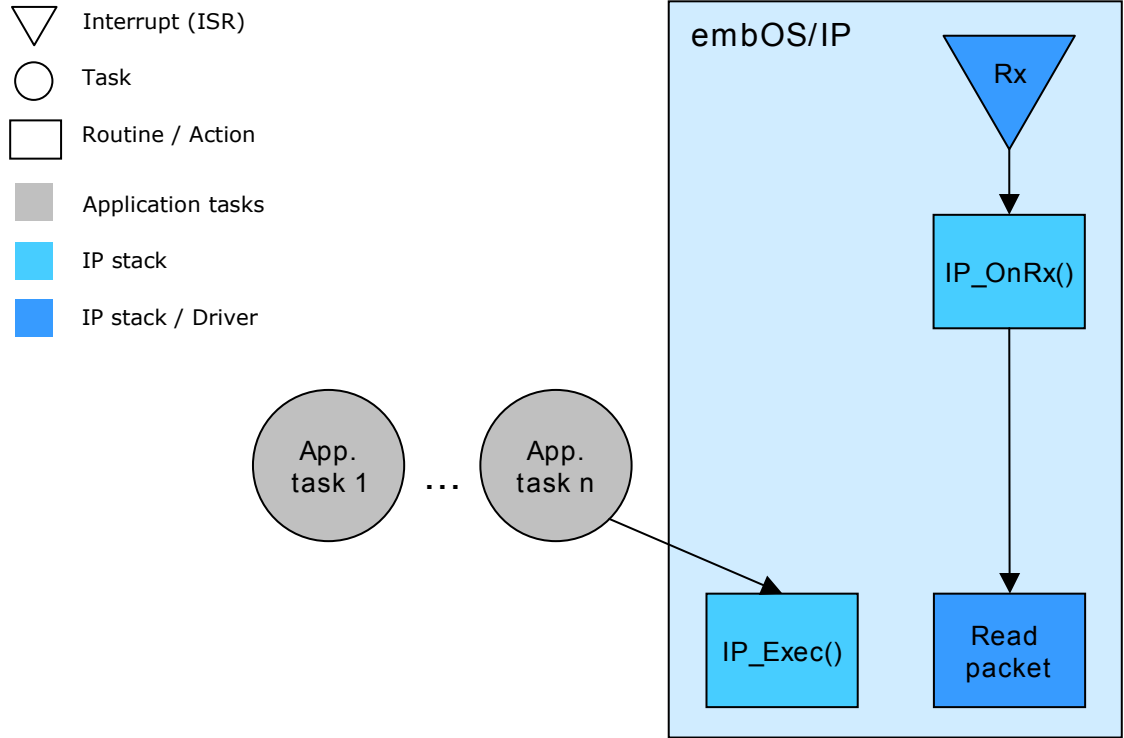 Interrupt (ISR)
Task
Routine / Action
Application tasks
IP stack
IP stack / Driver
embOS/IP
Rx
IP_OnRx()
App.
task 1
...
App.
task n
IP_Exec()
Read
packet